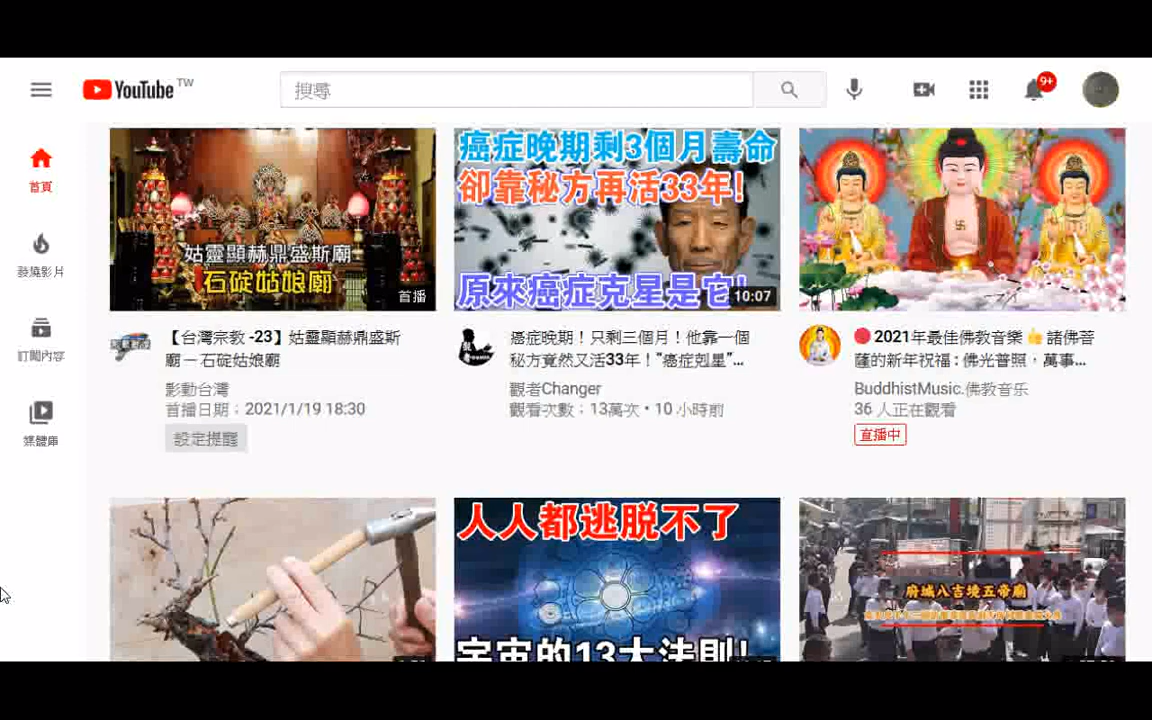 YouTube TW
搜尋
9+
首頁
發燒影片
訂閱內容
媒體庫
姑靈顯赫鼎盛斯廟
石碇姑娘廟
首播
癌症晚期剩3個月壽命
卻靠秘方再活33年!
原來癌症克星是它!
10:07
【台灣宗教 -23】姑靈顯赫鼎盛斯
廟－石碇姑娘廟
影動台灣
首播日期：2021/1/19 18:30
設定提醒
癌症晚期！只剩三個月！他靠一個
秘方竟然又活33年！“癌症剋星”...
觀者Changer
觀看次數：13萬次 • 10 小時前
2021年最佳佛教音樂 諸佛菩
薩的新年祝福 : 佛光普照，萬事...
BuddhistMusic.佛教音乐
36 人正在觀看
直播中
人人都逃脱不了
宇宙的13大法則!
府城八吉境五帝廟